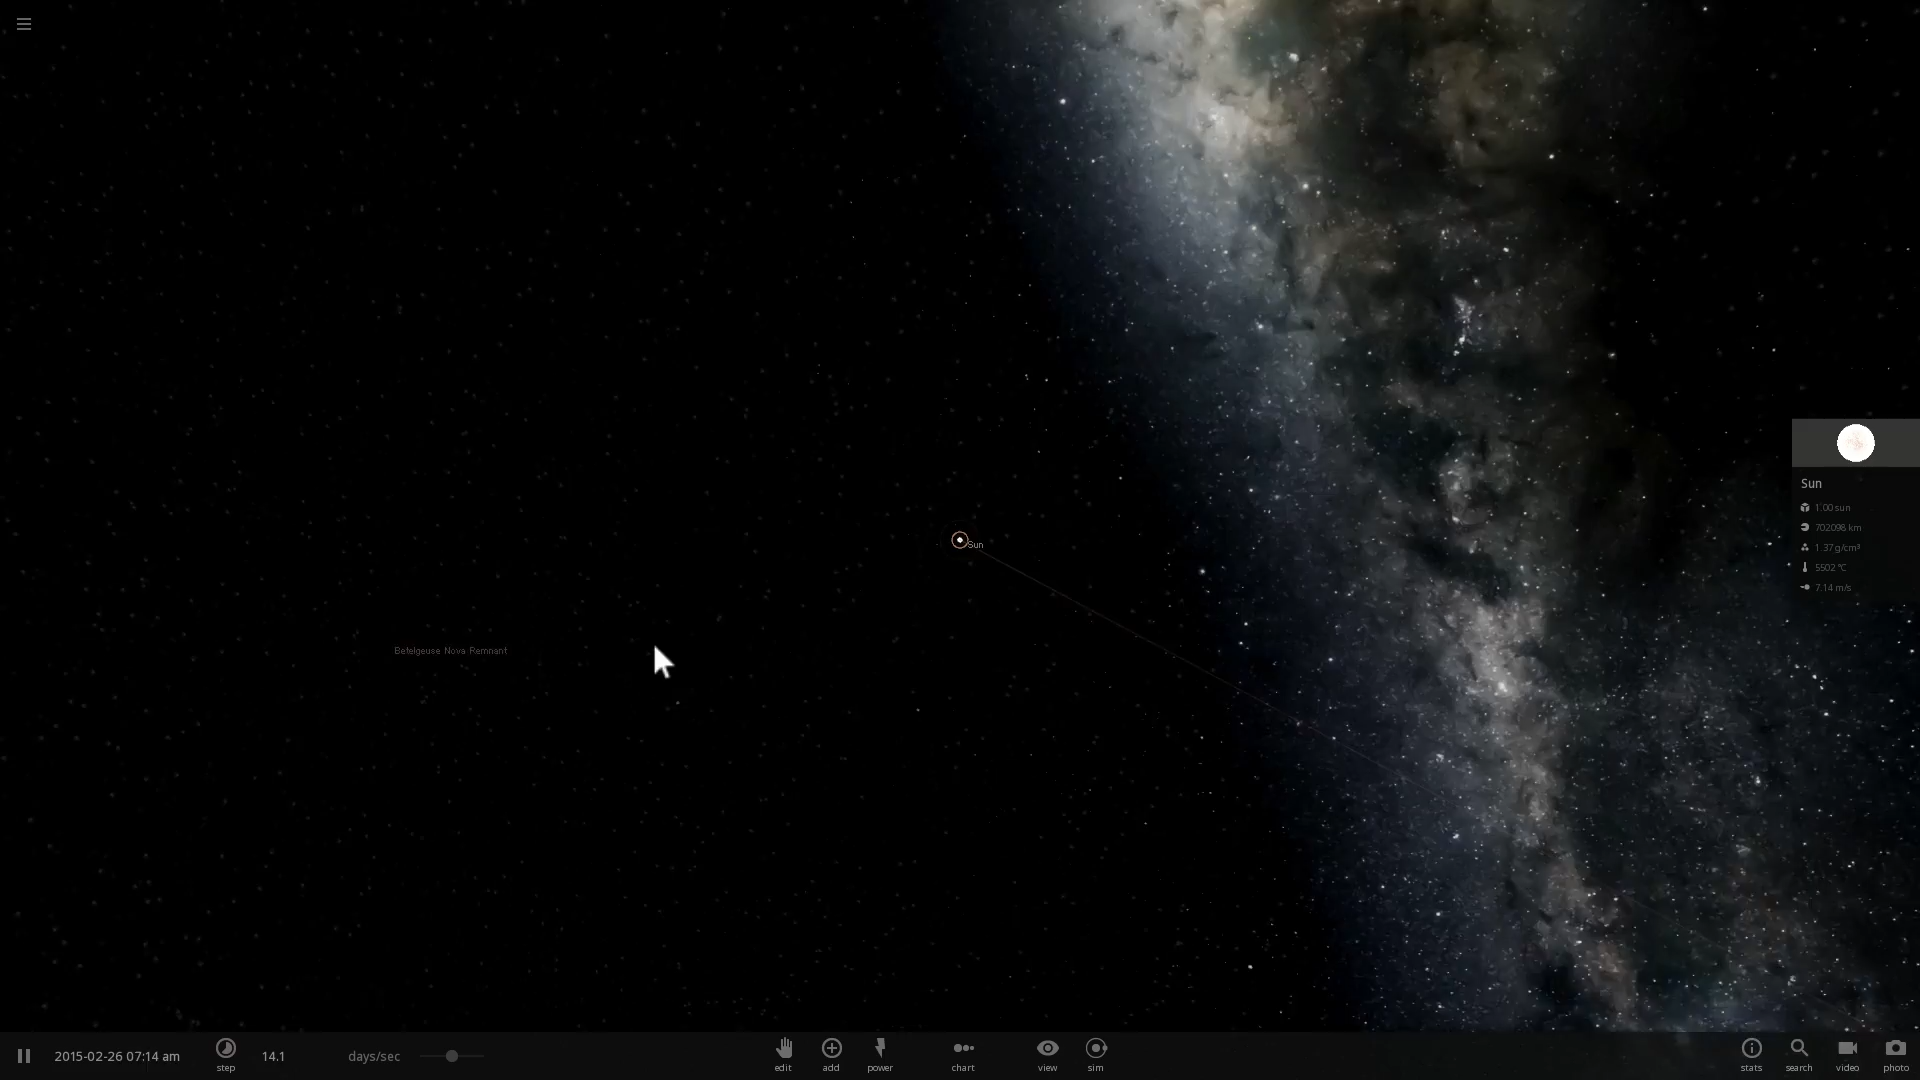 Sun
Sun
1.00 sun
702098 km
1.37 g/cm³
5502 °C
7.14 m/s
Betelgeuse Nova Remnant
2015-02-26 07:14 am
step
14.1
days/sec
edit
add
power
chart
view
sim
stats
search
video
photo